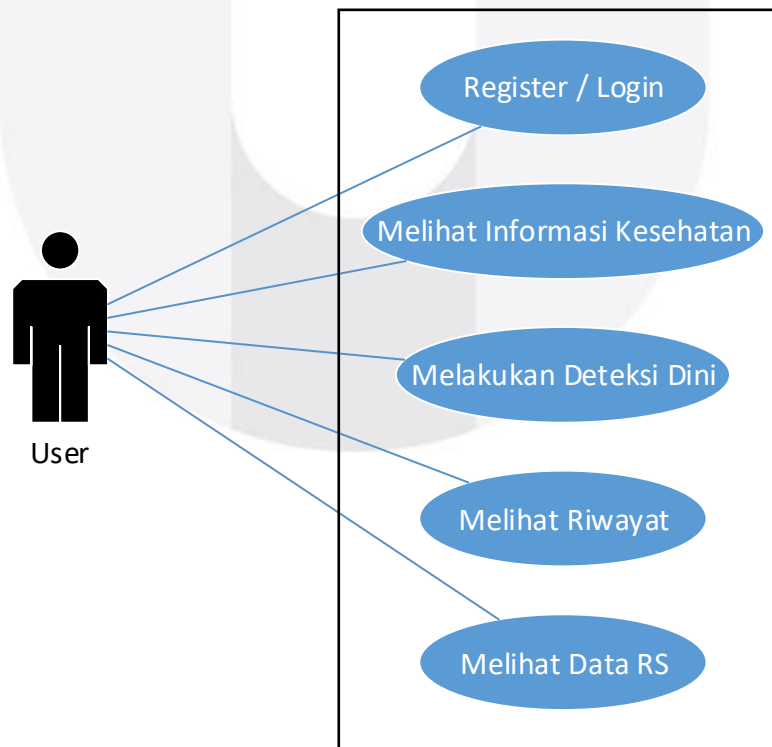 Register / Login
Melihat Informasi Kesehatan
Melakukan Deteksi Dini
User
Melihat Riwayat
Melihat Data RS